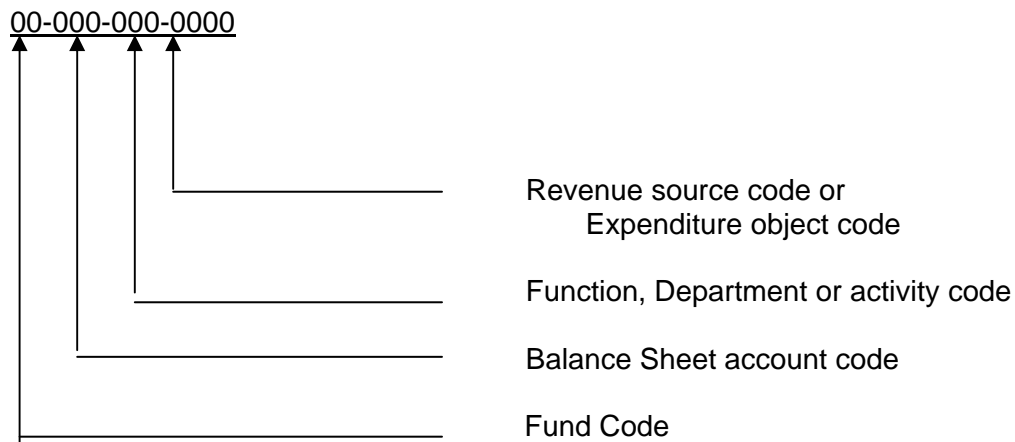 00-000-000-0000
Revenue source code or
Expenditure object code
Function, Department or activity code
Balance Sheet account code
Fund Code